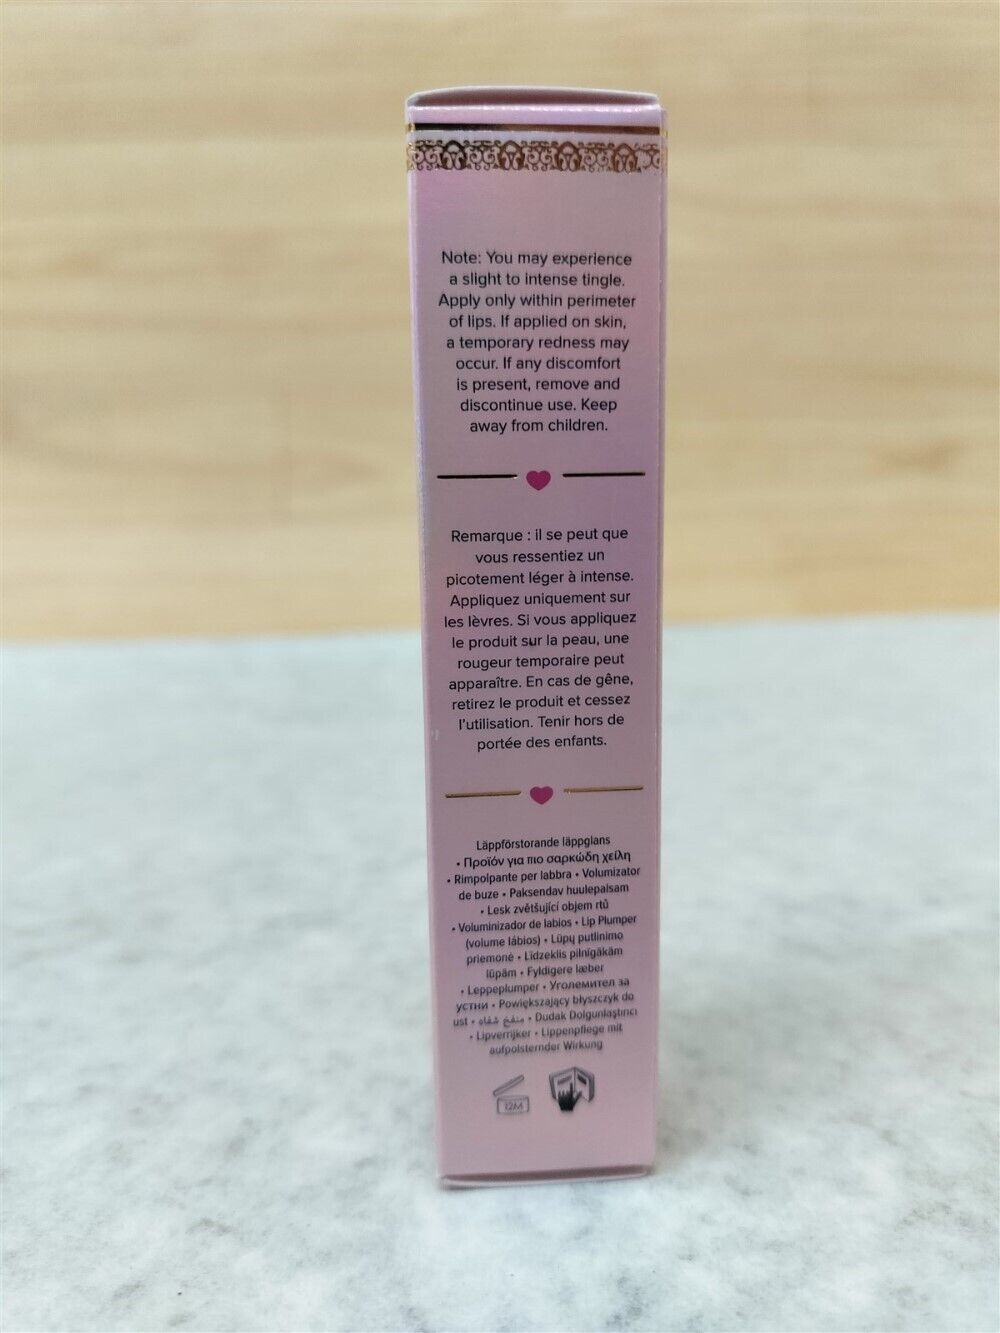 Note: You may experience
a slight to intense tingle.
Apply only within perimeter
of lips. If applied on skin,
a temporary redness may
occur. If any discomfort
is present, remove and
discontinue use. Keep
away from children.
Remarque : il se peut que
vous ressentiez un
picotement léger à intense.
Appliquez uniquement sur
les lèvres. Si vous appliquez
le produit sur la peau, une
rougeur temporaire peut
apparaître. En cas de gêne,
retirez le produit et cessez
l'utilisation. Tenir hors de
portée des enfants.
Läppförstorande läppglans
• Προϊόν για πιο σαρκώδη χείλη
• Rimpolpante per labbra • Volumizator
de buze • Paksendav huulepalsam
• Lesk zvětšující objem rtů
• Voluminizador de labios • Lip Plumper
(volume lábios) • Lūpų putlinimo
priemonė • Līdzeklis pilnīgākām
lūpām • Fyldigere læber
• Leppeplumper • Уголемител за
устни • Powiększający błyszczyk do
ust • منفخ شفاه • Dudak Dolgunlaştırıcı
• Lipverrijker • Lippenpflege mit
aufpolsternder Wirkung
12M